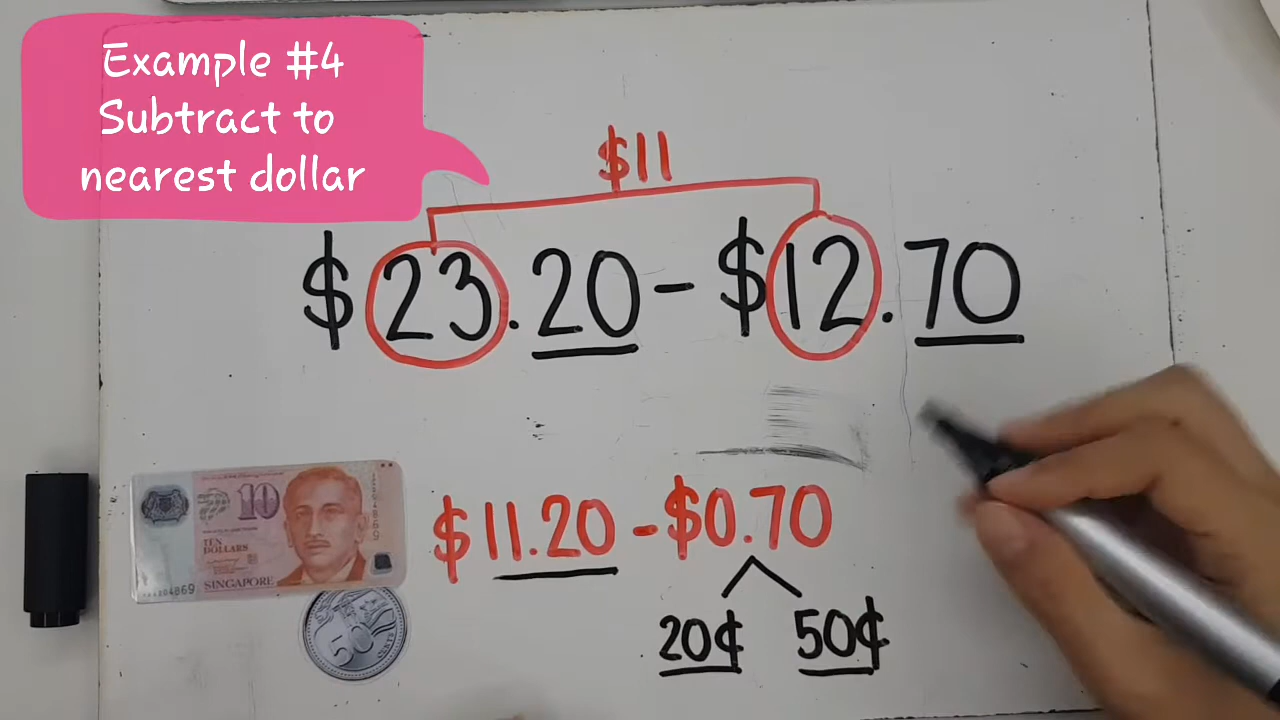 Example #4
Subtract to
nearest dollar
$11
$23.20 - $12.70
10
TEN
DOLLARS
SINGAPORE
50
$11.20 - $0.70
20¢ 50¢